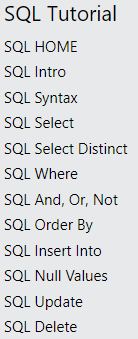 SQL Tutorial
SQL HOME
SQL Intro
SQL Syntax
SQL Select
SQL Select Distinct
SQL Where
SQL And, Or, Not
SQL Order By
SQL Insert Into
SQL Null Values
SQL Update
SQL Delete